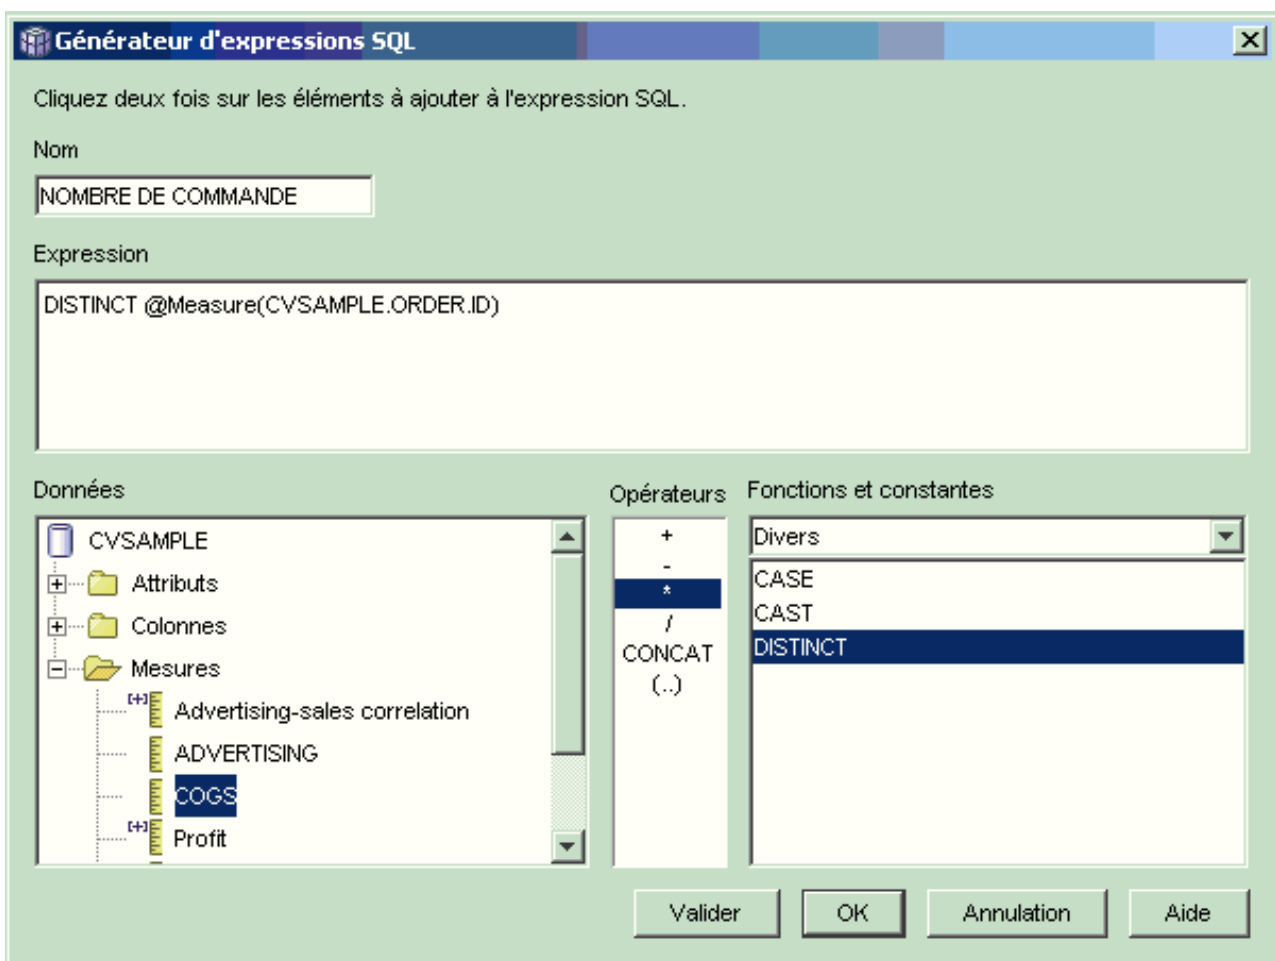 Générateur d'expressions SQL
Cliquez deux fois sur les éléments à ajouter à l'expression SQL.
Nom
NOMBRE DE COMMANDE
Expression
DISTINCT @Measure(CVSAMPLE.ORDER.ID)
Données
CVSAMPLE
Attributs
Colonnes
Mesures
Advertising-sales correlation
ADVERTISING
COGS
Profit
Opérateurs
+
-
*
/
CONCAT
(..)
Fonctions et constantes
Divers
CASE
CAST
DISTINCT
Valider
OK
Annulation
Aide